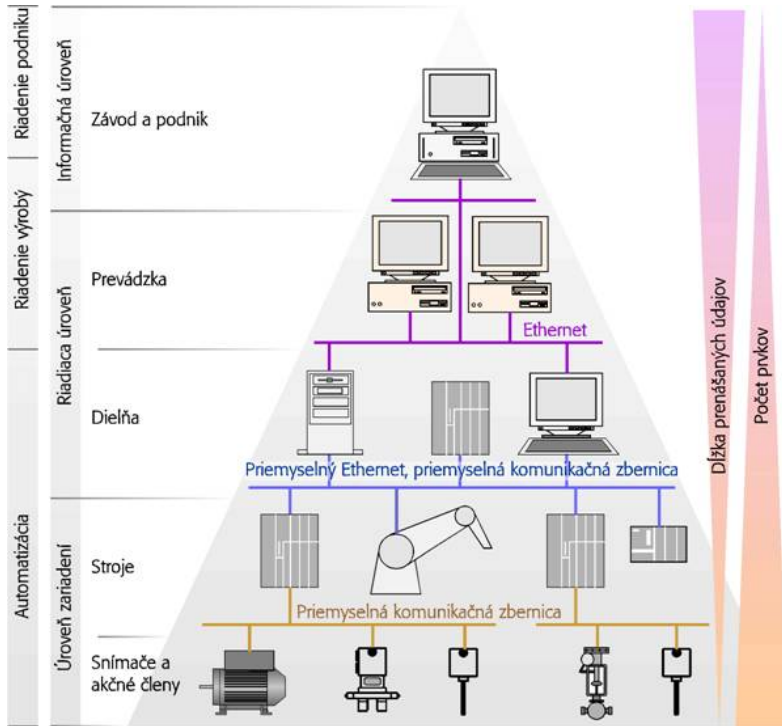 Riadenie podniku
Riadenie výroby
Automatizácia
Informačná úroveň
Riadiaca úroveň
Úroveň zariadení
Závod a podnik
Prevádzka
Ethernet
Dielňa
Priemyselný Ethernet, priemyselná komunikačná zbernica
Stroje
Priemyselná komunikačná zbernica
Snímače a
akčné členy
Dĺžka prenášaných údajov
Počet prvkov